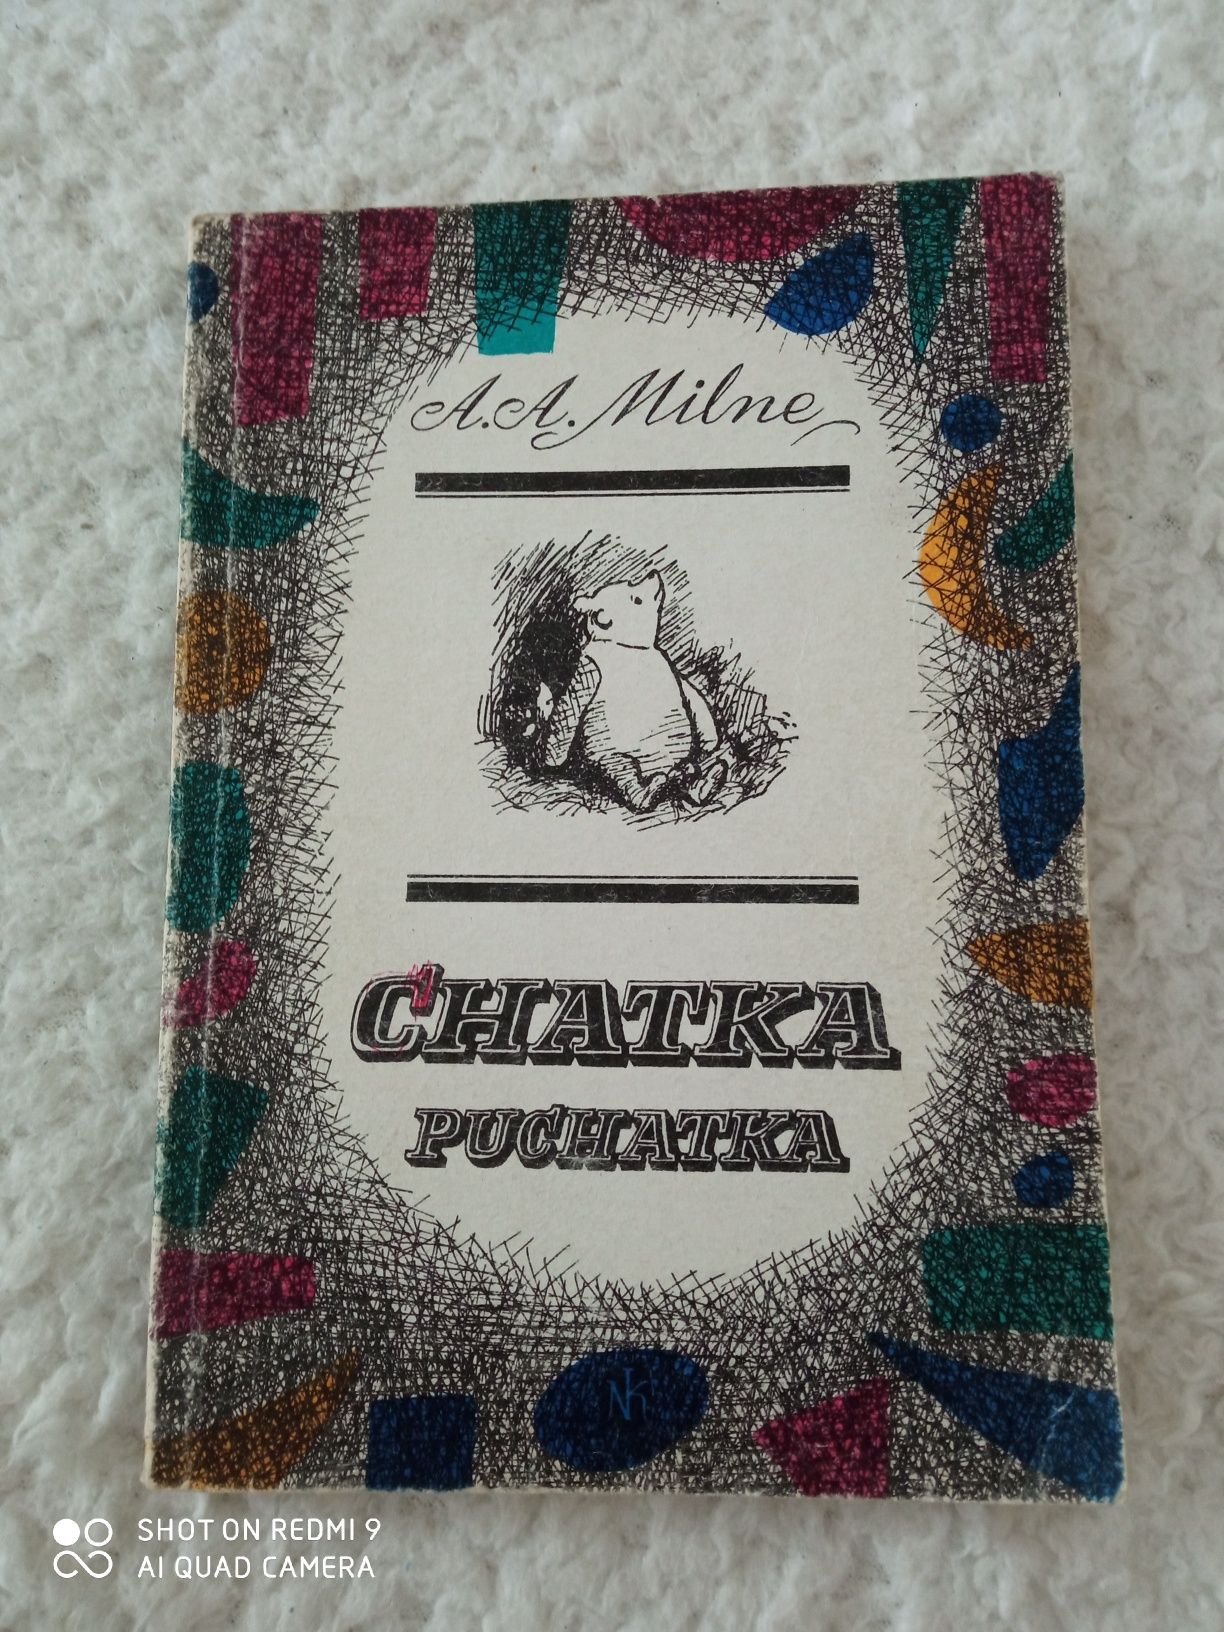 A.A. Milne
CHATKA
PUCHATKA
NK
SHOT ON REDMI 9
AI QUAD CAMERA